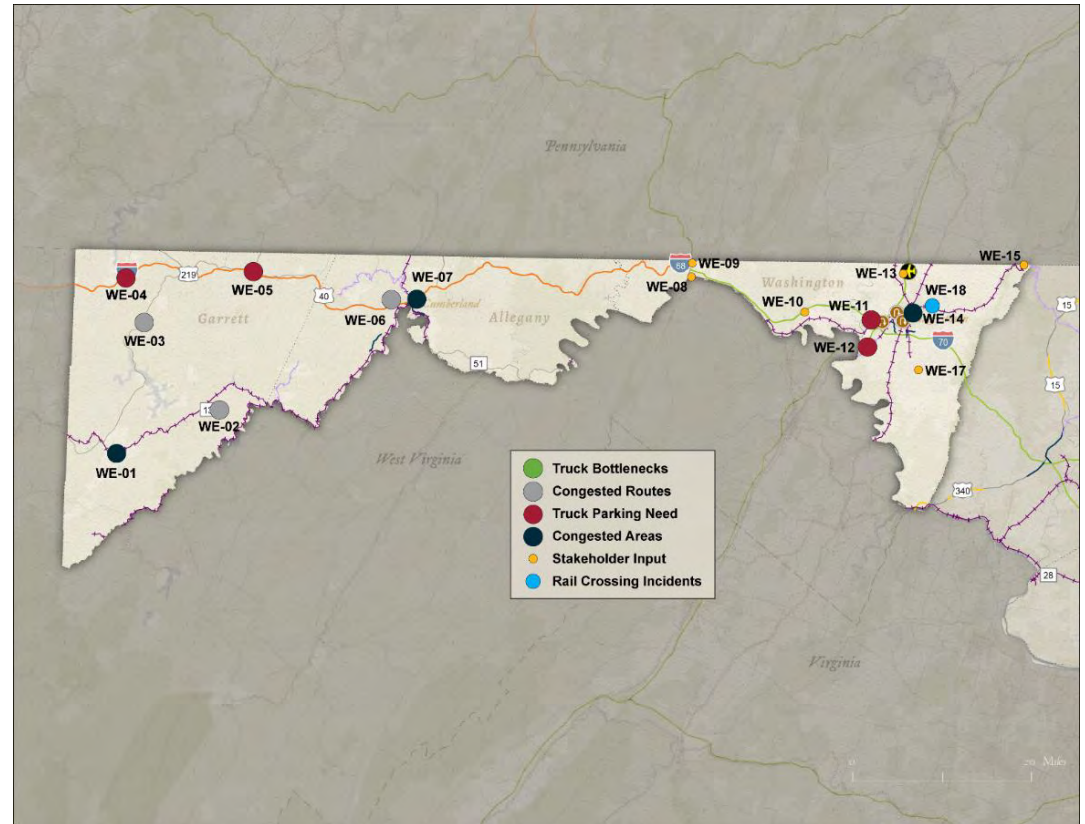 Pennsylvania
WE-09
WE-15
68
WE-07
WE-13
Washington
WE-08
219
WE-04
WE-05
WE-18
15
40
WE-10
WE-11
Cumberland
WE-06
WE-14
Garrett
Allegany
WE-03
WE-12
70
51
WE-17
15
WE-02
West Virginia
WE-01
Truck Bottlenecks
Congested Routes
340
Truck Parking Need
Congested Areas
Stakeholder Input
Rail Crossing Incidents
28
Virginia
Miles